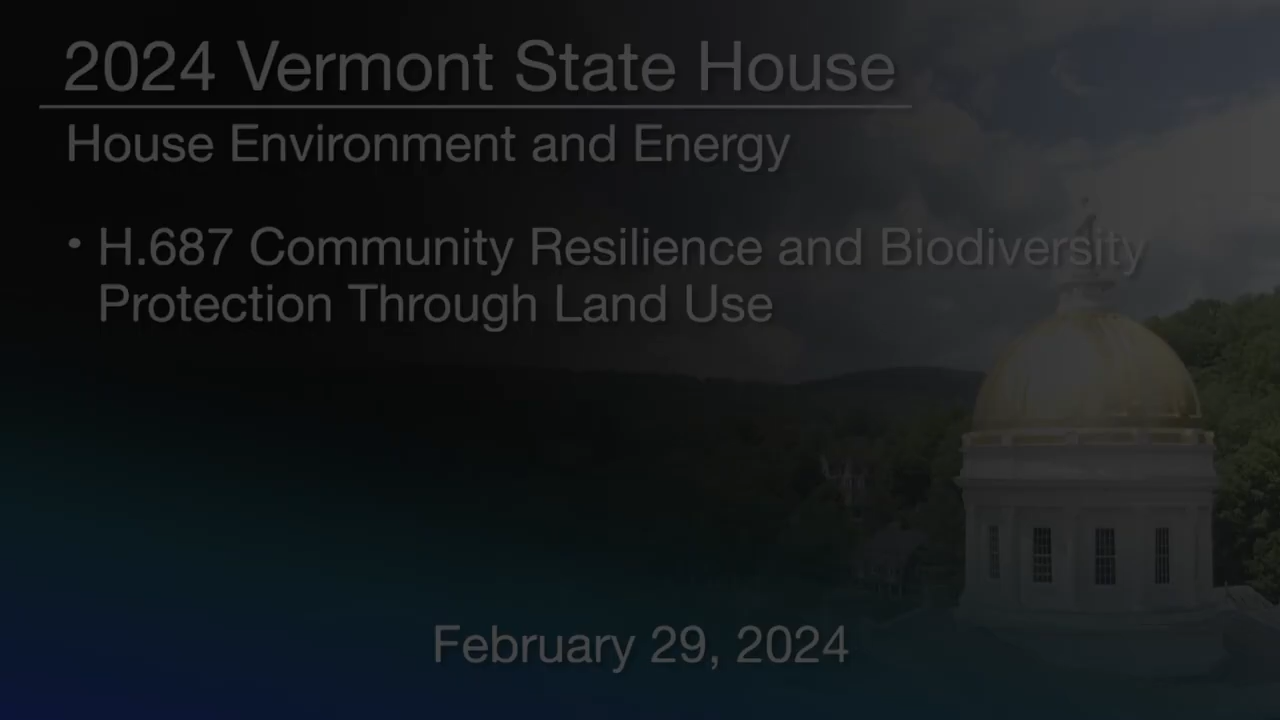 2024 Vermont State House
House Environment and Energy
• H.687 Community Resilience and Biodiversity
Protection Through Land Use
February 29, 2024